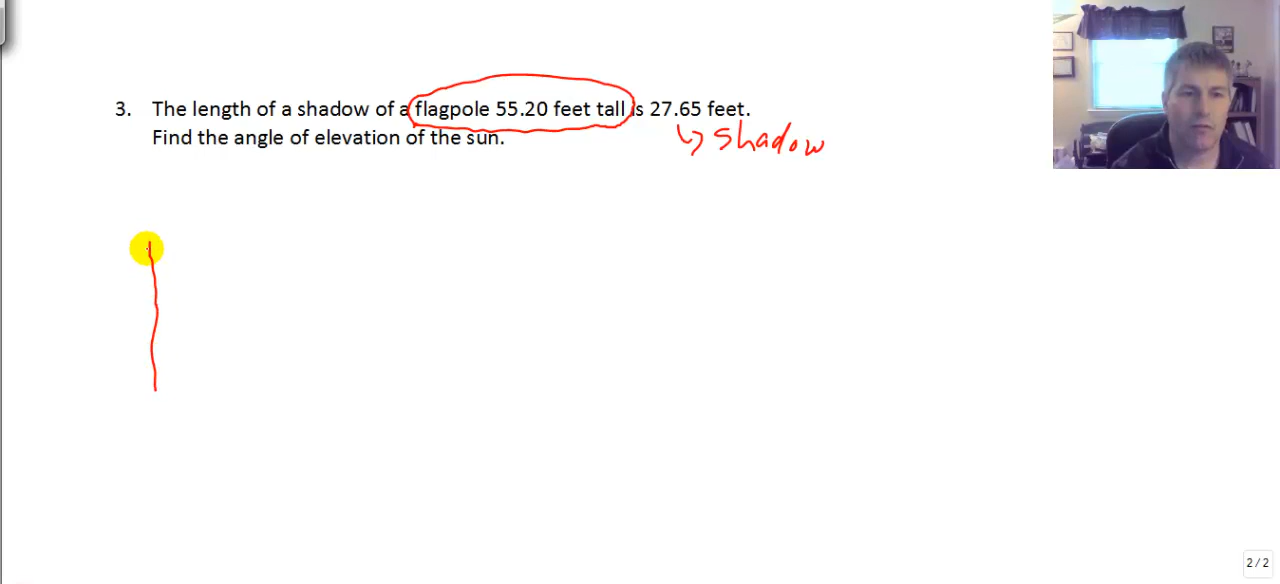 3. The length of a shadow of a flagpole 55.20 feet tall is 27.65 feet.
Find the angle of elevation of the sun.
↳ shadow
2 / 2